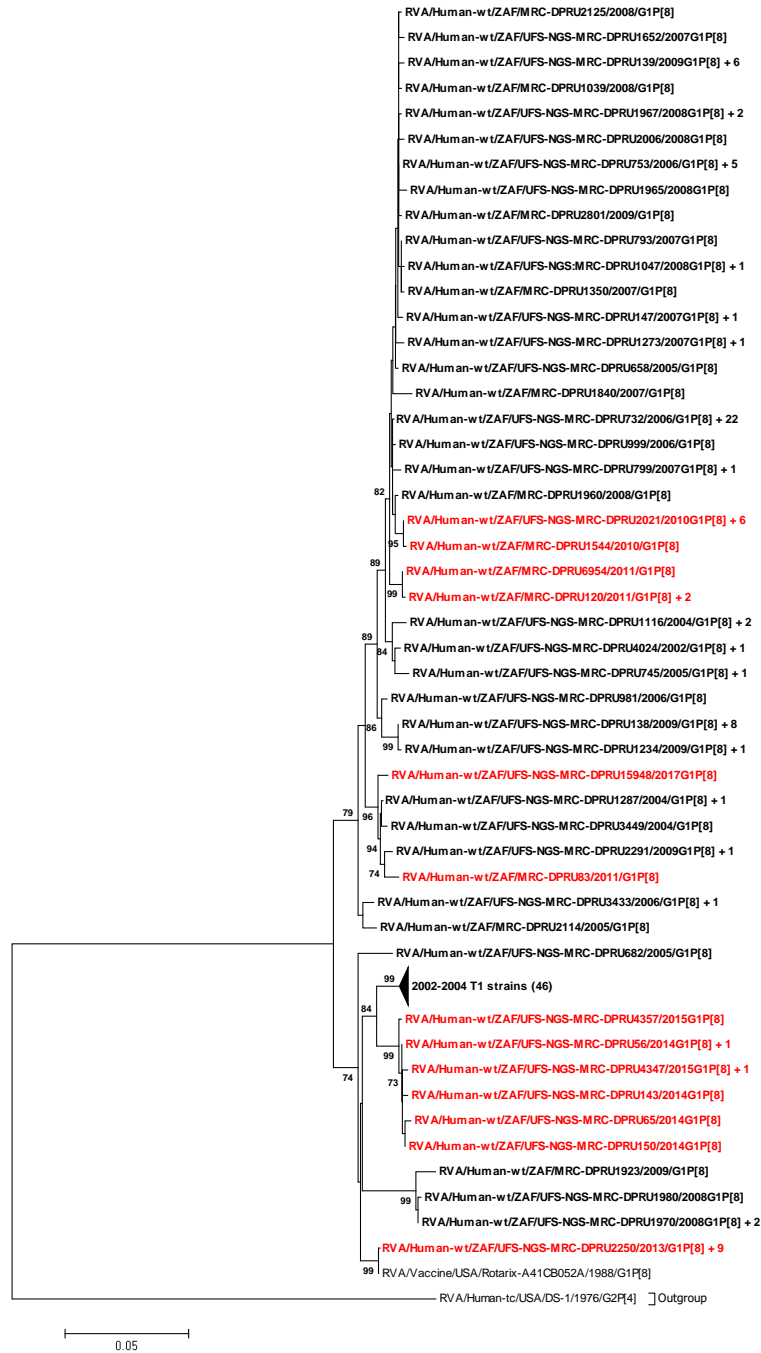 RVA/Human-wt/ZAF/MRC-DPRU2125/2008/G1P[8]
RVA/Human-wt/ZAF/UFS-NGS-MRC-DPRU1652/2007G1P[8]
RVA/Human-wt/ZAF/UFS-NGS-MRC-DPRU139/2009G1P[8] + 6
RVA/Human-wt/ZAF/MRC-DPRU1039/2008/G1P[8]
RVA/Human-wt/ZAF/UFS-NGS-MRC-DPRU1967/2008G1P[8] + 2
RVA/Human-wt/ZAF/UFS-NGS-MRC-DPRU2006/2008G1P[8]
RVA/Human-wt/ZAF/UFS-NGS-MRC-DPRU753/2006/G1P[8] + 5
RVA/Human-wt/ZAF/UFS-NGS-MRC-DPRU1965/2008G1P[8]
RVA/Human-wt/ZAF/MRC-DPRU2801/2009/G1P[8]
RVA/Human-wt/ZAF/UFS-NGS-MRC-DPRU793/2007G1P[8]
RVA/Human-wt/ZAF/UFS-NGS:MRC-DPRU1047/2008G1P[8] + 1
RVA/Human-wt/ZAF/MRC-DPRU1350/2007/G1P[8]
RVA/Human-wt/ZAF/UFS-NGS-MRC-DPRU147/2007G1P[8] + 1
RVA/Human-wt/ZAF/UFS-NGS-MRC-DPRU1273/2007G1P[8] + 1
RVA/Human-wt/ZAF/UFS-NGS-MRC-DPRU658/2005/G1P[8]
RVA/Human-wt/ZAF/MRC-DPRU1840/2007/G1P[8]
RVA/Human-wt/ZAF/UFS-NGS-MRC-DPRU732/2006/G1P[8] + 22
RVA/Human-wt/ZAF/UFS-NGS-MRC-DPRU999/2006/G1P[8]
RVA/Human-wt/ZAF/UFS-NGS-MRC-DPRU799/2007G1P[8] + 1
82
RVA/Human-wt/ZAF/MRC-DPRU1960/2008/G1P[8]
RVA/Human-wt/ZAF/UFS-NGS-MRC-DPRU2021/2010G1P[8] + 6
95
RVA/Human-wt/ZAF/MRC-DPRU1544/2010/G1P[8]
89
RVA/Human-wt/ZAF/MRC-DPRU6954/2011/G1P[8]
99
RVA/Human-wt/ZAF/MRC-DPRU120/2011/G1P[8] + 2
RVA/Human-wt/ZAF/UFS-NGS-MRC-DPRU1116/2004/G1P[8] + 2
89
84
RVA/Human-wt/ZAF/UFS-NGS-MRC-DPRU4024/2002/G1P[8] + 1
RVA/Human-wt/ZAF/UFS-NGS-MRC-DPRU745/2005/G1P[8] + 1
RVA/Human-wt/ZAF/UFS-NGS-MRC-DPRU981/2006/G1P[8]
86
RVA/Human-wt/ZAF/UFS-NGS-MRC-DPRU138/2009/G1P[8] + 8
99
RVA/Human-wt/ZAF/UFS-NGS-MRC-DPRU1234/2009/G1P[8] + 1
RVA/Human-wt/ZAF/UFS-NGS-MRC-DPRU15948/2017G1P[8]
RVA/Human-wt/ZAF/UFS-NGS-MRC-DPRU1287/2004/G1P[8] + 1
79
96
RVA/Human-wt/ZAF/UFS-NGS-MRC-DPRU3449/2004/G1P[8]
94
RVA/Human-wt/ZAF/UFS-NGS-MRC-DPRU2291/2009G1P[8] + 1
74
RVA/Human-wt/ZAF/MRC-DPRU83/2011/G1P[8]
RVA/Human-wt/ZAF/UFS-NGS-MRC-DPRU3433/2006/G1P[8] + 1
RVA/Human-wt/ZAF/MRC-DPRU2114/2005/G1P[8]
RVA/Human-wt/ZAF/UFS-NGS-MRC-DPRU682/2005/G1P[8]
99
2002-2004 T1 strains (46)
84
RVA/Human-wt/ZAF/UFS-NGS-MRC-DPRU4357/2015G1P[8]
RVA/Human-wt/ZAF/UFS-NGS-MRC-DPRU56/2014G1P[8] + 1
99
RVA/Human-wt/ZAF/UFS-NGS-MRC-DPRU4347/2015G1P[8] + 1
74
73
RVA/Human-wt/ZAF/UFS-NGS-MRC-DPRU143/2014G1P[8]
RVA/Human-wt/ZAF/UFS-NGS-MRC-DPRU65/2014G1P[8]
RVA/Human-wt/ZAF/UFS-NGS-MRC-DPRU150/2014G1P[8]
RVA/Human-wt/ZAF/MRC-DPRU1923/2009/G1P[8]
99
RVA/Human-wt/ZAF/UFS-NGS-MRC-DPRU1980/2008G1P[8]
RVA/Human-wt/ZAF/UFS-NGS-MRC-DPRU1970/2008G1P[8] + 2
RVA/Human-wt/ZAF/UFS-NGS-MRC-DPRU2250/2013/G1P[8] + 9
99
RVA/Vaccine/USA/Rotarix-A41CB052A/1988/G1P[8]
RVA/Human-tc/USA/DS-1/1976/G2P[4] Outgroup
0.05